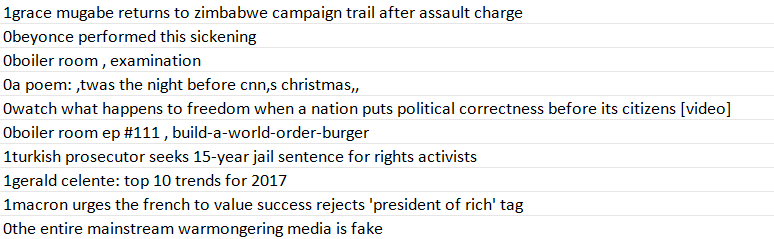 1grace mugabe returns to zimbabwe campaign trail after assault charge
0beyonce performed this sickening
0boiler room , examination
0a poem: ,twas the night before cnn,s christmas,,
0watch what happens to freedom when a nation puts political correctness before its citizens [video]
0boiler room ep #111 , build-a-world-order-burger
1turkish prosecutor seeks 15-year jail sentence for rights activists
1gerald celente: top 10 trends for 2017
1macron urges the french to value success rejects 'president of rich' tag
0the entire mainstream warmongering media is fake